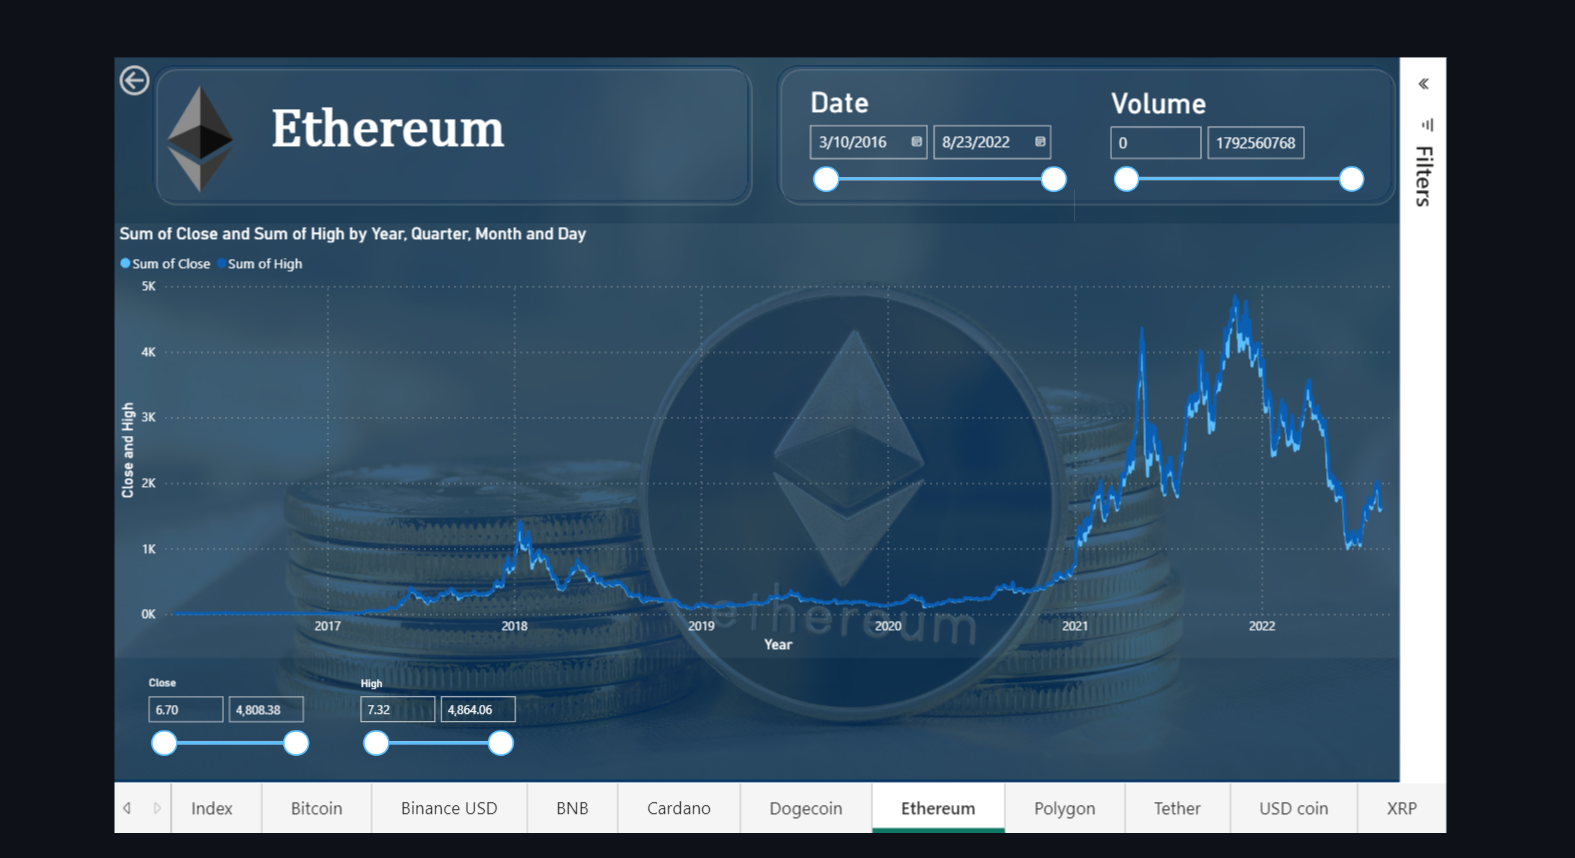 Ethereum
Date
3/10/2016
8/23/2022
Volume
0
1792560768
Filters
Sum of Close and Sum of High by Year, Quarter, Month and Day
Sum of Close
Sum of High
5K
4K
3K
2K
1K
0K
Close and High
2017
2018
2019
2020
2021
2022
Year
ethereum
Close
6.70
4,808.38
High
7.32
4,864.06
Index
Bitcoin
Binance USD
BNB
Cardano
Dogecoin
Ethereum
Polygon
Tether
USD coin
XRP